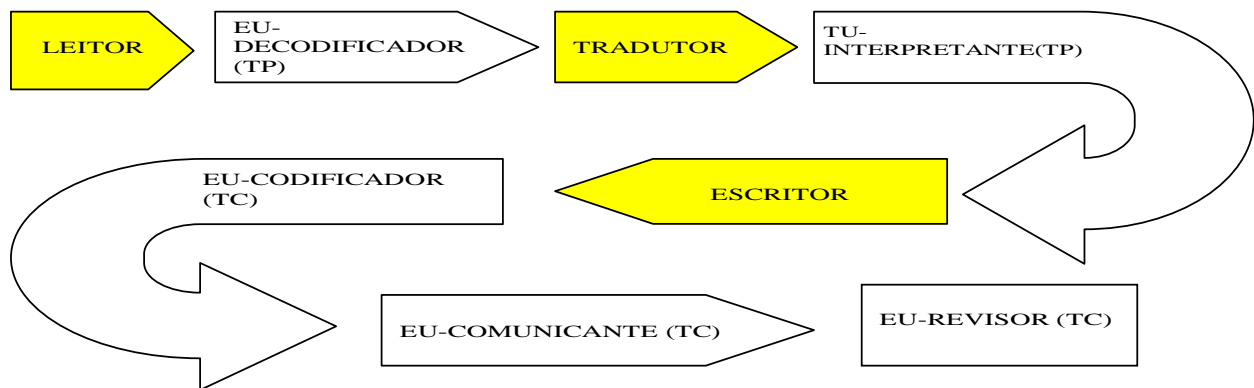 LEITOR
EU-
DECODIFICADOR
(TP)
TRADUTOR
TU-
INTERPRETANTE(TP)
ESCRITOR
EU-CODIFICADOR
(TC)
EU-COMUNICANTE (TC)
EU-REVISOR (TC)